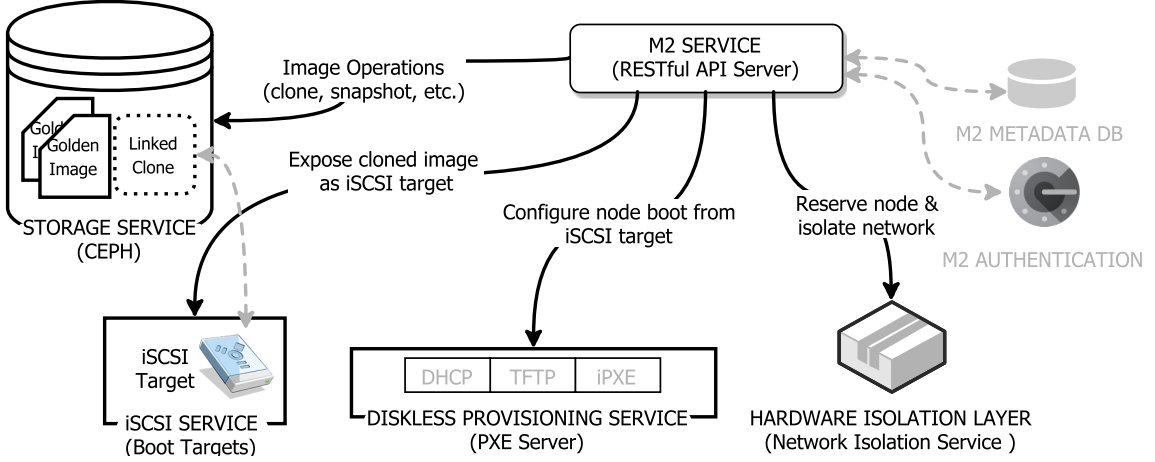 M2 SERVICE
(RESTful API Server)
Image Operations
(clone, snapshot, etc.)
M2 METADATA DB
Gold
Golden
Image
Linked
Clone
Expose cloned image
as iSCSI target
Configure node boot from
iSCSI target
Reserve node &
isolate network
STORAGE SERVICE
(CEPH)
M2 AUTHENTICATION
iSCSI
Target
DHCP
TFTP
iPXE
iSCSI SERVICE
(Boot Targets)
DISKLESS PROVISIONING SERVICE
(PXE Server)
HARDWARE ISOLATION LAYER
(Network Isolation Service )